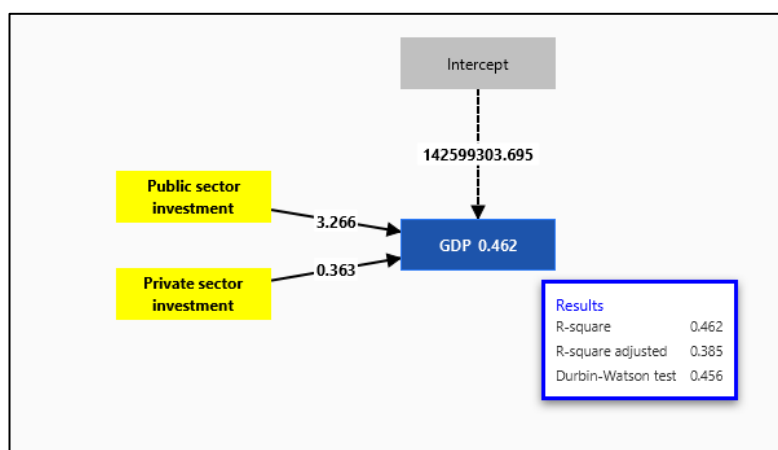 Intercept
142599303.695
Public sector
investment
3.266
GDP 0.462
0.363
Private sector
investment
Results
R-square 0.462
R-square adjusted 0.385
Durbin-Watson test 0.456